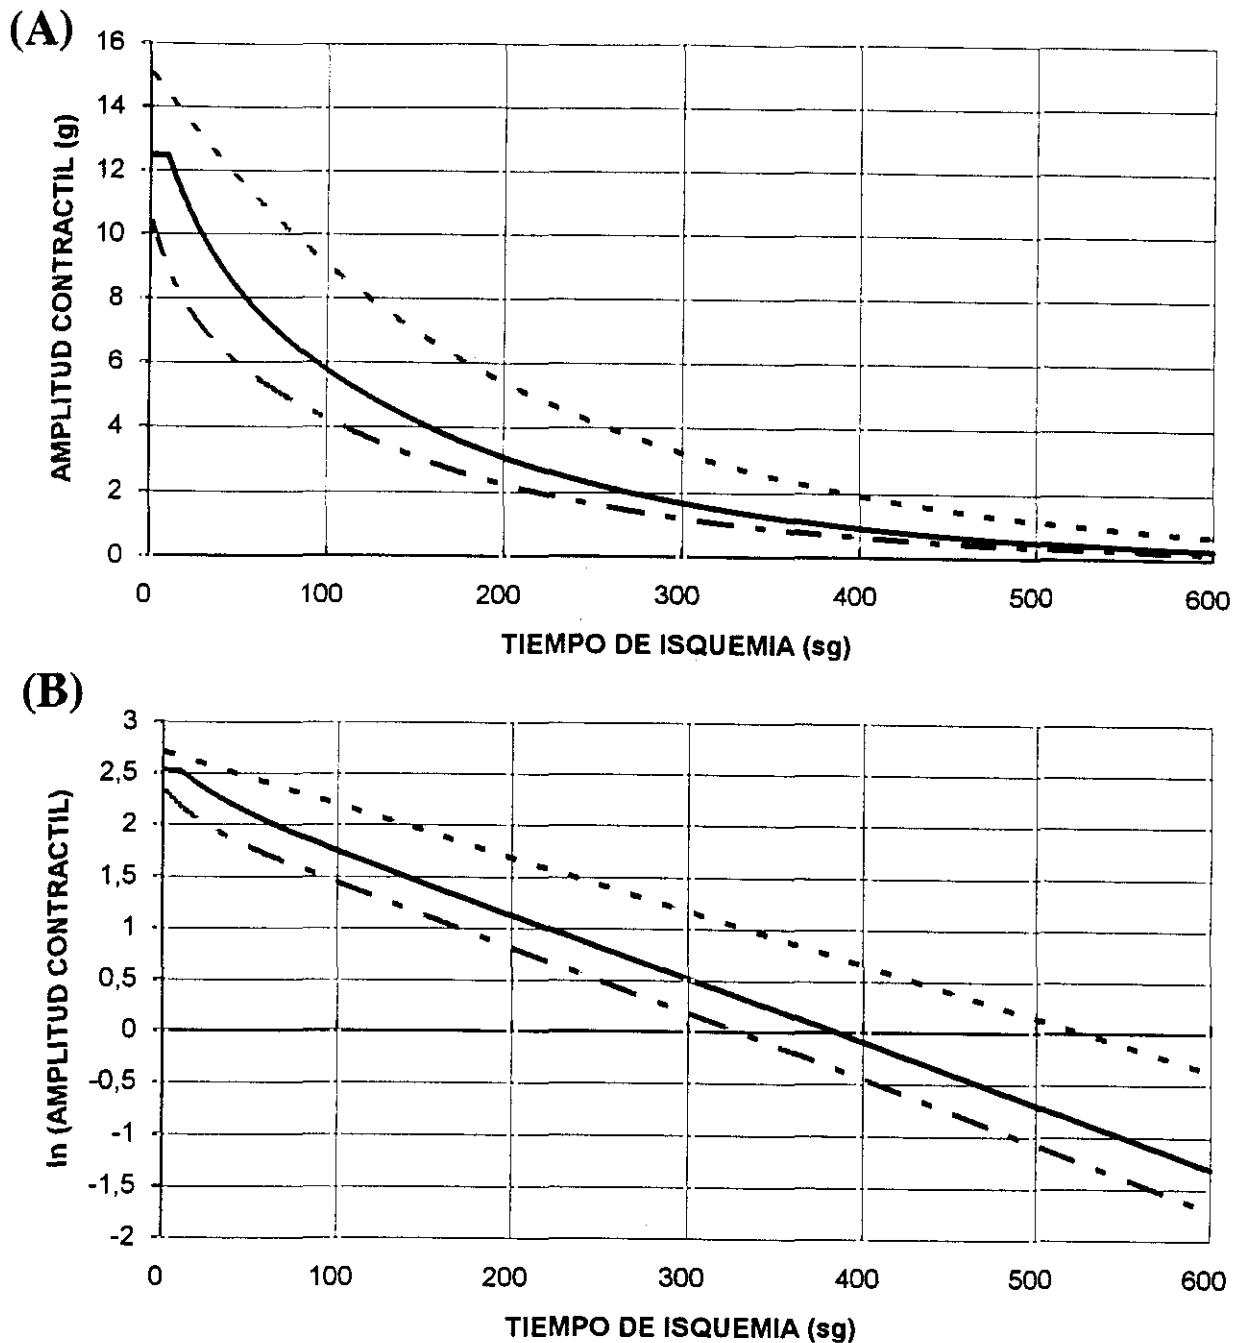 (A)
AMPLITUD CONTRACTIL (g)
16
14
12
10
8
6
4
2
0
0 100 200 300 400 500 600
TIEMPO DE ISQUEMIA (sg)
(B)
ln (AMPLITUD CONTRACTIL)
3
2,5
2
1,5
1
0,5
0
-0,5
-1
-1,5
-2
0 100 200 300 400 500 600
TIEMPO DE ISQUEMIA (sg)